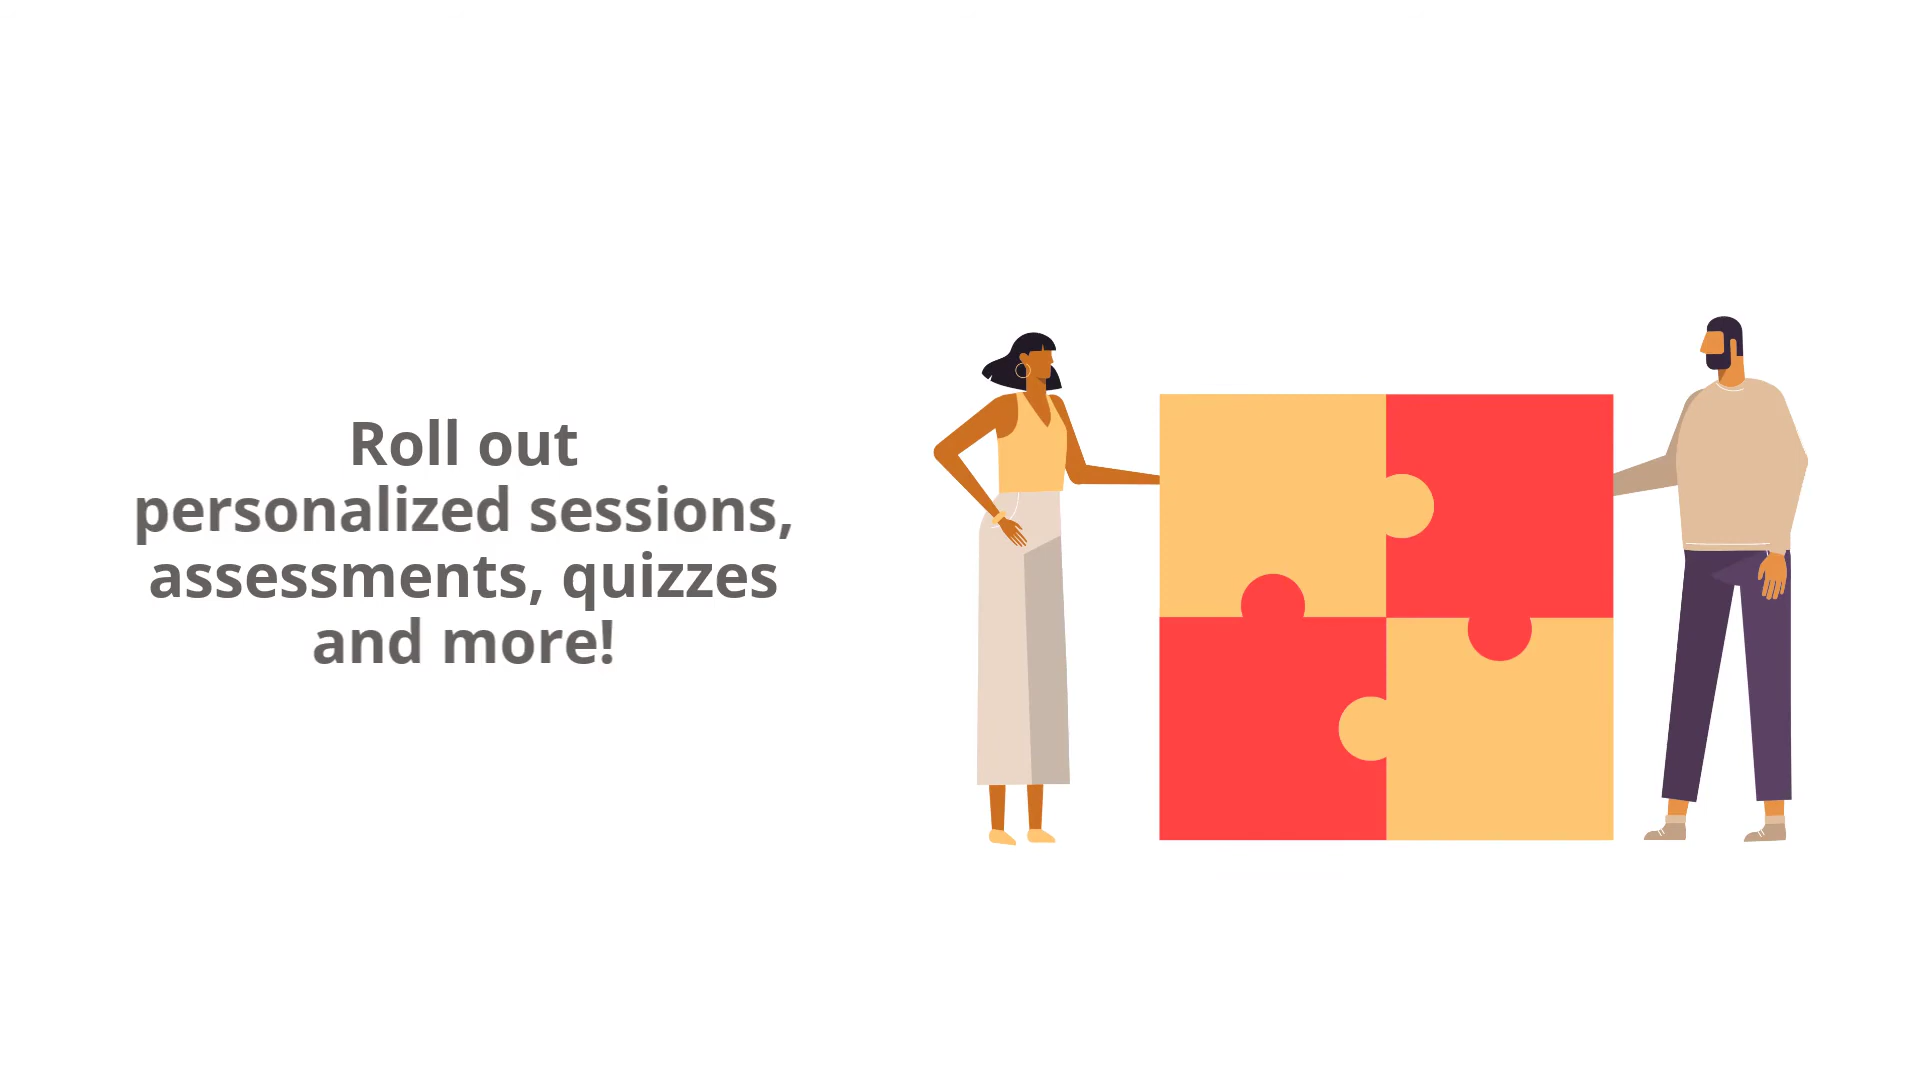 Roll out
personalized sessions,
assessments, quizzes
and more!